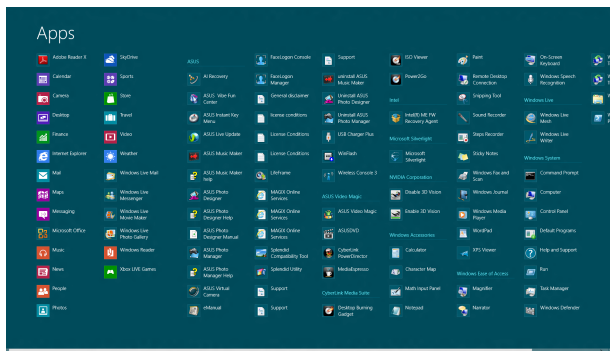 Apps
Adobe Reader X
Calendar
Camera
Desktop
Finance
Internet Explorer
Mail
Maps
Messaging
Microsoft Office
Music
News
People
Photos
SkyDrive
Sports
Store
Travel
Video
Weather
Windows Live Mail
Windows Live
Messenger
Windows Live
Movie Maker
Windows Live
Photo Gallery
Windows Reader
Xbox LIVE Games
ASUS
AI Recovery
ASUS Vibe Fun
Center
ASUS Instant Key
Menu
ASUS Live Update
ASUS Music Maker
ASUS Music Maker
help
ASUS Photo
Designer
ASUS Photo
Designer Help
ASUS Photo
Designer Manual
ASUS Photo
Manager
ASUS Photo
Manager Help
ASUS Virtual
Camera
eManual
FaceLogon Console
FaceLogon
Manager
General disclaimer
license conditions
License Conditions
License Conditions
LifeFrame
MAGIX Online
Services
MAGIX Online
Services
MAGIX Online
Services
Splendid
Compatibility Tool
Splendid Utility
Support
Support
Support
uninstall ASUS
Music Maker
Uninstall ASUS
Photo Designer
Uninstall ASUS
Photo Manager
USB Charger Plus
WinFlash
Wireless Console 3
ASUS Video Magic
ASUS Video Magic
ASUSDVD
CyberLink
PowerDirector
MediaEspresso
CyberLink Media Suite
Desktop Burning
Gadget
ISO Viewer
Power2Go
Intel
Intel(R) ME FW
Recovery Agent
Microsoft Silverlight
Microsoft
Silverlight
NVIDIA Corporation
Disable 3D Vision
Enable 3D Vision
Windows Accessories
Calculator
Character Map
Math Input Panel
Notepad
Paint
Remote Desktop
Connection
Snipping Tool
Sound Recorder
Steps Recorder
Sticky Notes
Windows Fax and
Scan
Windows Journal
Windows Media
Player
WordPad
XPS Viewer
Windows Ease of Access
Magnifier
Narrator
On-Screen
Keyboard
Windows Speech
Recognition
Windows Live
Windows Live
Mesh
Windows Live
Writer
Windows System
Command Prompt
Computer
Control Panel
Default Programs
Help and Support
Run
Task Manager
Windows Defender